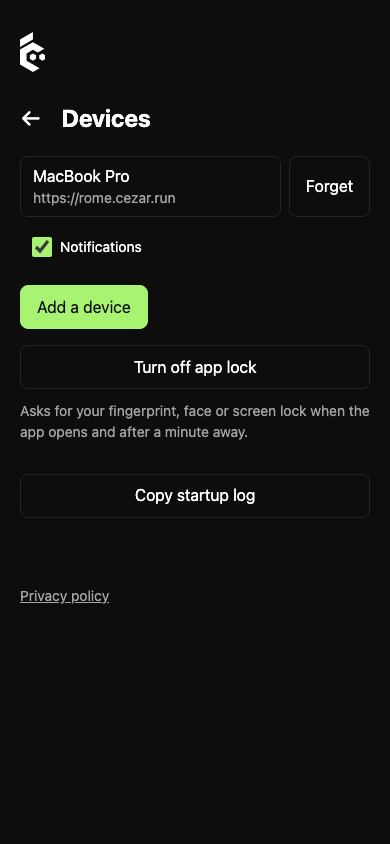 Devices
MacBook Pro
https://rome.cezar.run
Forget
Notifications
Add a device
Turn off app lock
Asks for your fingerprint, face or screen lock when the
app opens and after a minute away.
Copy startup log
Privacy policy